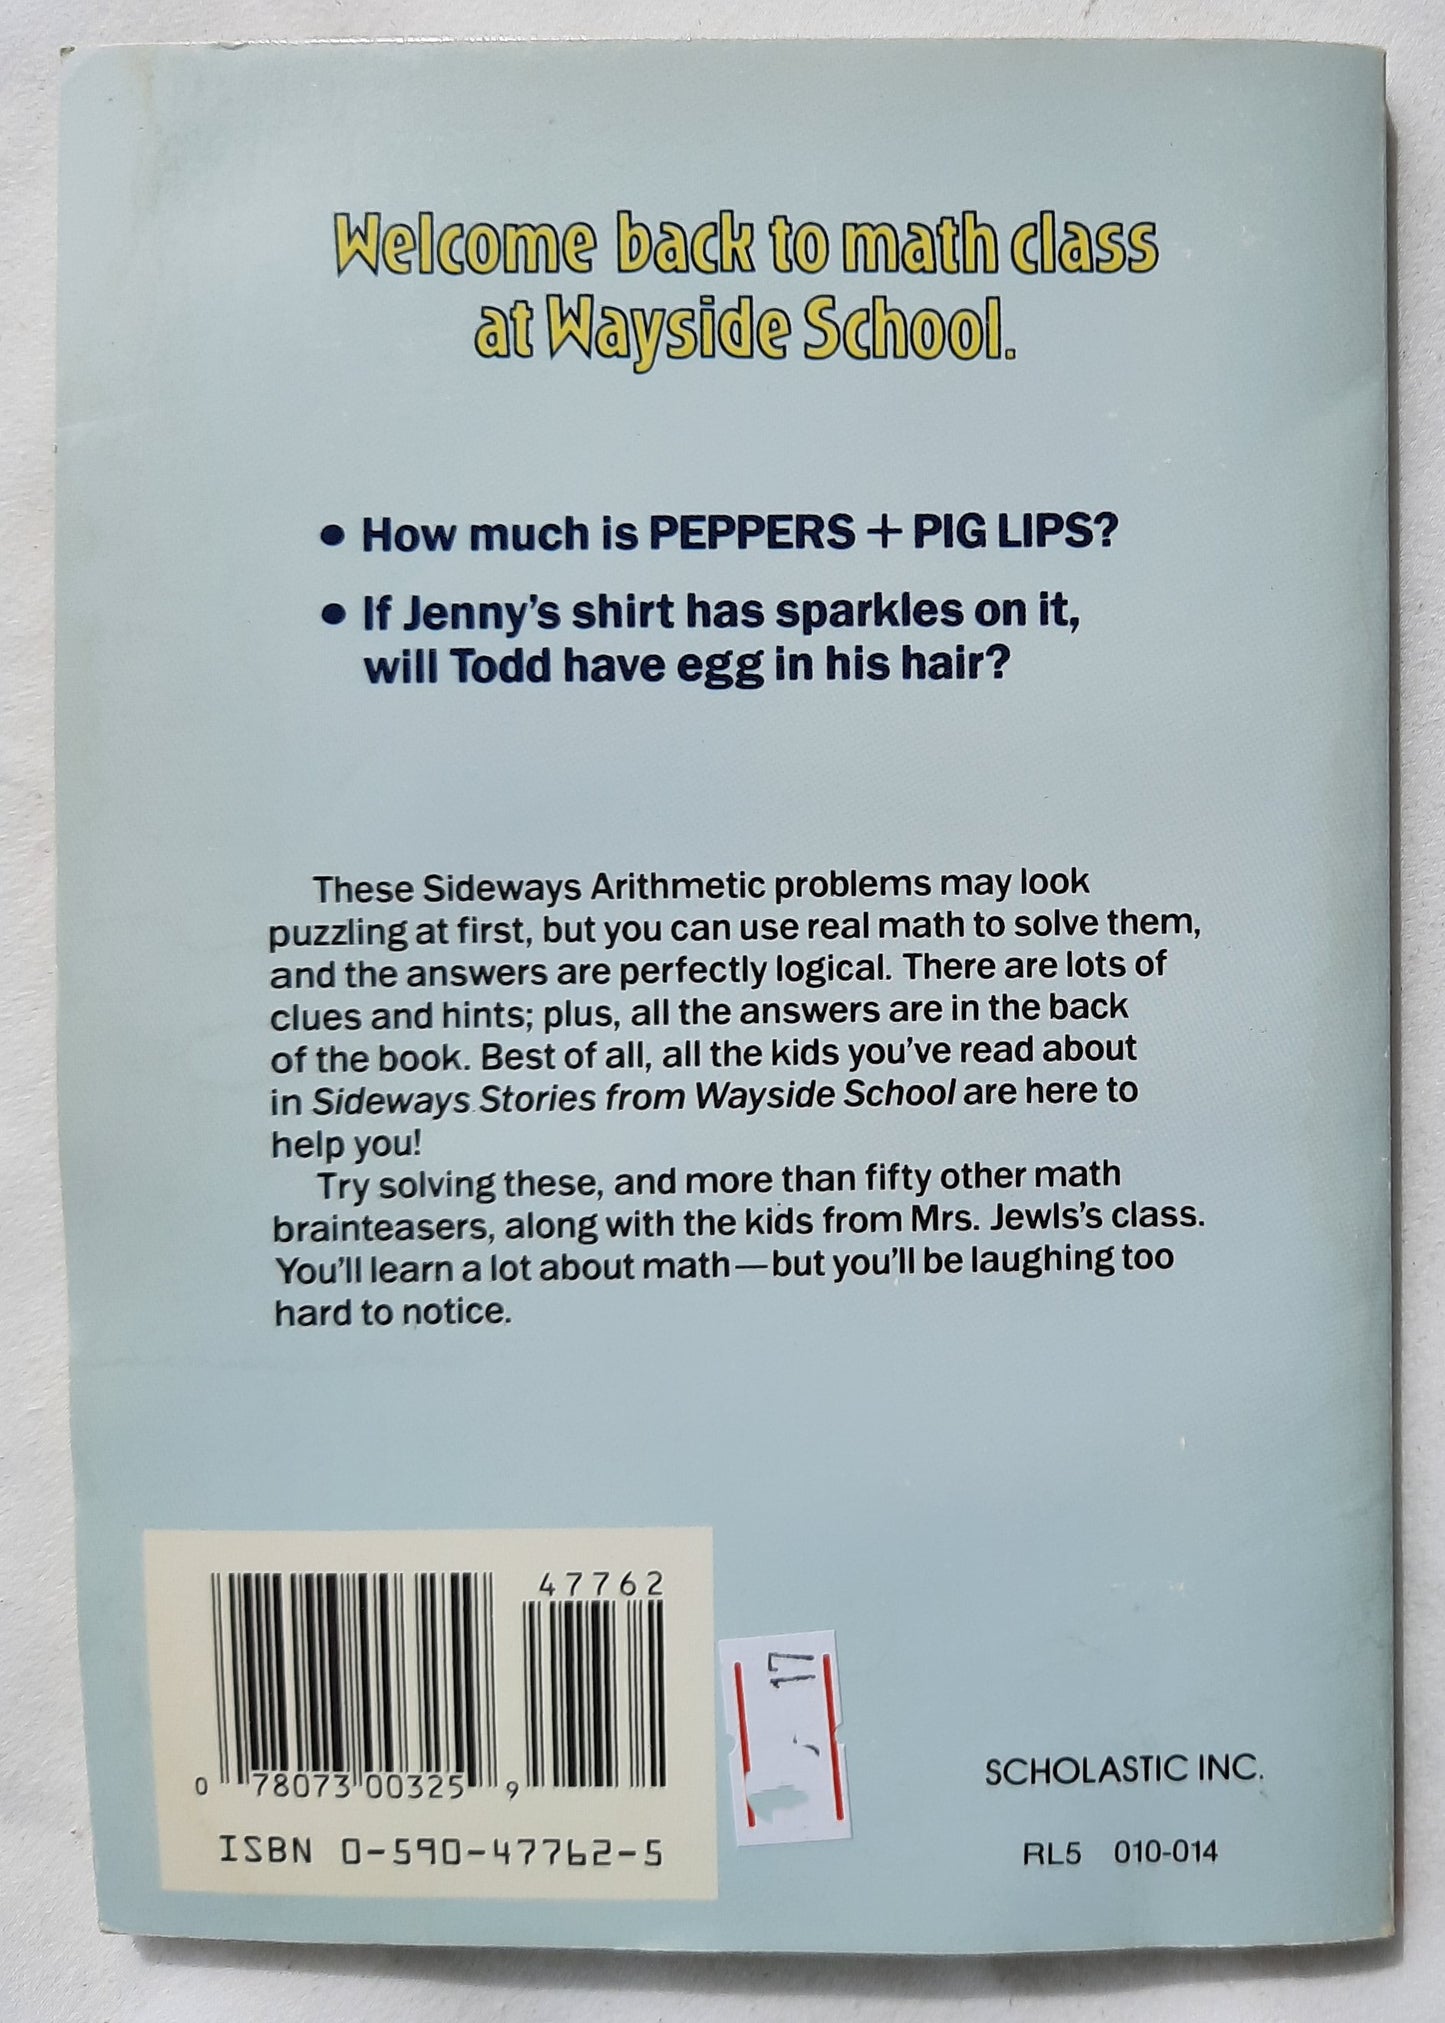 Welcome back to math class
at Wayside School.
• How much is PEPPERS + PIG LIPS?
• If Jenny's shirt has sparkles on it,
will Todd have egg in his hair?
These Sideways Arithmetic problems may look
puzzling at first, but you can use real math to solve them,
and the answers are perfectly logical. There are lots of
clues and hints; plus, all the answers are in the back
of the book. Best of all, all the kids you've read about
in Sideways Stories from Wayside School are here to
help you!
Try solving these, and more than fifty other math
brainteasers, along with the kids from Mrs. Jewls's class.
You'll learn a lot about math—but you'll be laughing too
hard to notice.
47762
0 78073 00325 9
ISBN 0-590-47762-5
17
SCHOLASTIC INC.
RL5 010-014